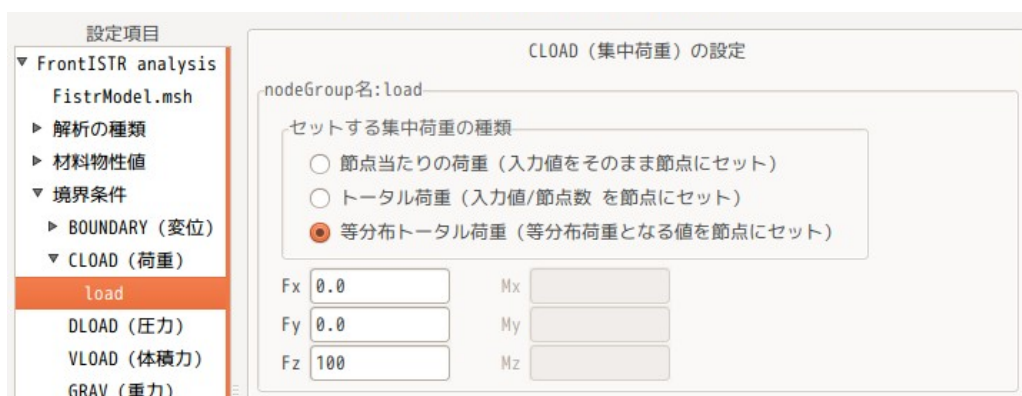 設定項目
▼ FrontISTR analysis
FistrModel.msh
▶ 解析の種類
▶ 材料物性値
▼ 境界条件
▶ BOUNDARY (変位)
▼ CLOAD (荷重)
load
DLOAD (圧力)
VLOAD (体積力)
GRAV (重力)
CLOAD (集中荷重) の設定
nodeGroup名:load
セットする集中荷重の種類
節点当たりの荷重 (入力値をそのまま節点にセット)
トータル荷重 (入力値/節点数 を節点にセット)
等分布トータル荷重 (等分布荷重となる値を節点にセット)
Fx 0.0 Mx
Fy 0.0 My
Fz 100 Mz